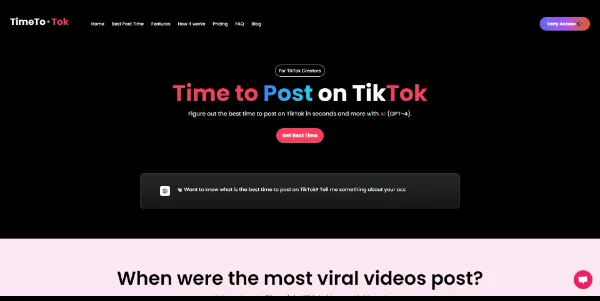 TimeTo·Tok
Home Best Post Time Features How it works Pricing FAQ Blog
Early Access
For TikTok Creators
Time to Post on TikTok
Figure out the best time to post on TikTok in seconds and more with AI (GPT-4).
Get Best Time
👋 Want to know what is the best time to post on TikTok? Tell me something about your acc
When were the most viral videos post?